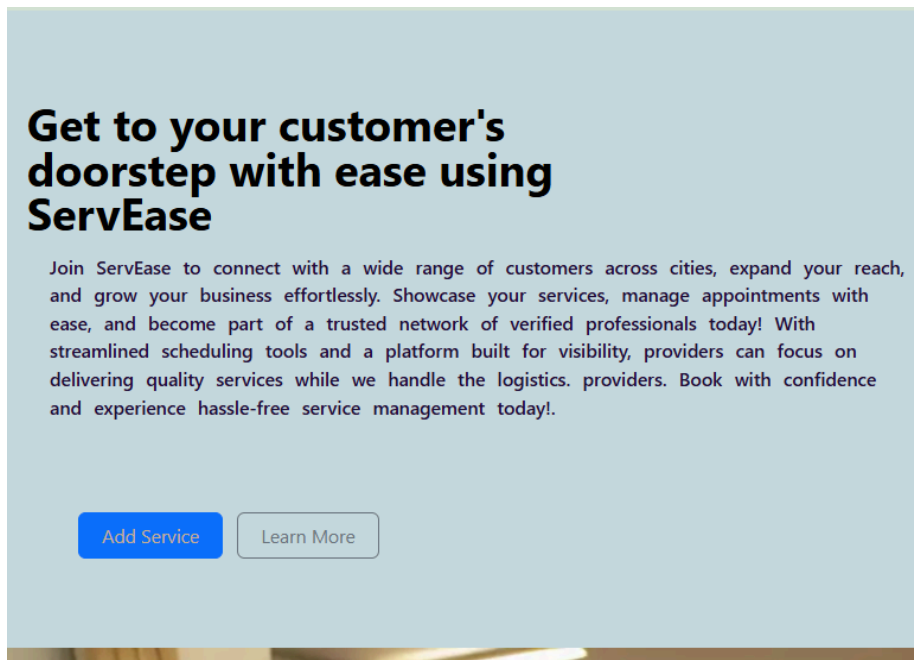 Get to your customer's
doorstep with ease using
ServEase
Join ServEase to connect with a wide range of customers across cities, expand your reach,
and grow your business effortlessly. Showcase your services, manage appointments with
ease, and become part of a trusted network of verified professionals today! With
streamlined scheduling tools and a platform built for visibility, providers can focus on
delivering quality services while we handle the logistics. providers. Book with confidence
and experience hassle-free service management today!.
Add Service
Learn More